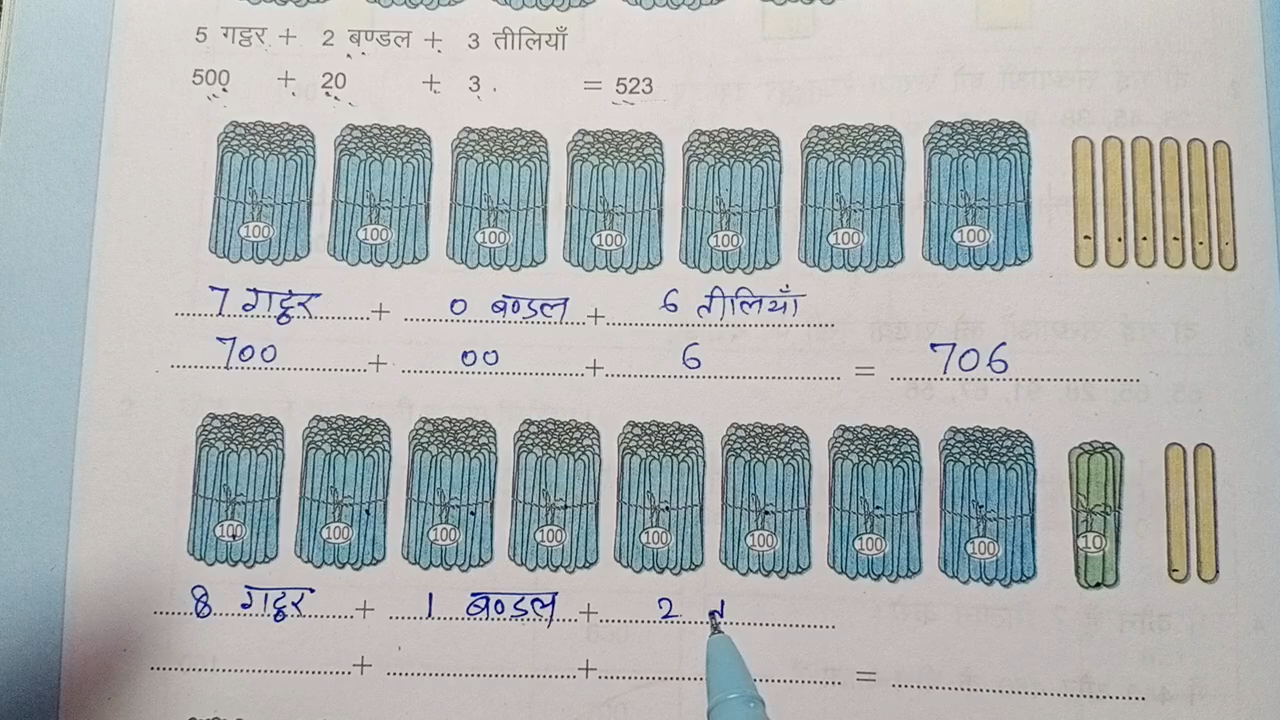 5 गट्ठर + 2 बण्डल + 3 तीलियाँ
500 + 20 + 3 = 523
100 100 100 100 100 100 100
7 गट्ठर + 0 बण्डल + 6 तीलियाँ
700 + 00 + 6 = 706
100 100 100 100 100 100 100 100 10
8 गट्ठर + 1 बण्डल + 2
+ + =